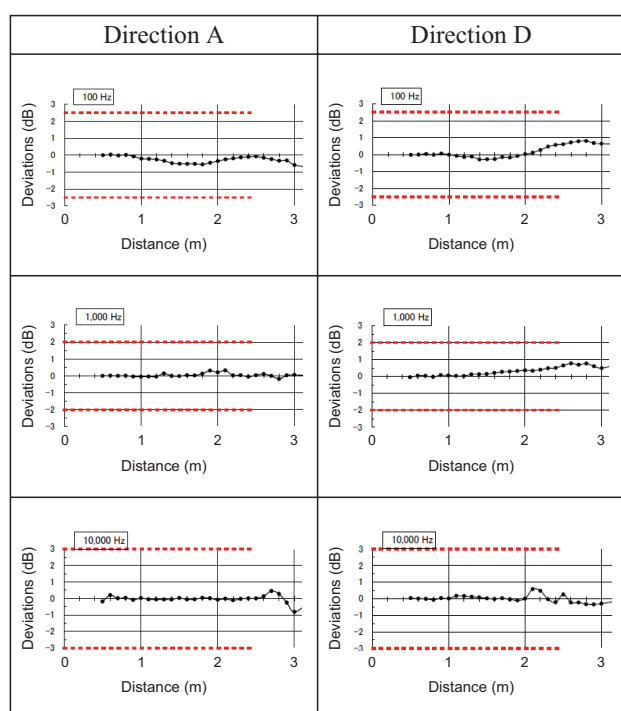 Direction A
Direction D
100 Hz
3
2
1
0
−1
−2
−3
Deviations (dB)
0 1 2 3
Distance (m)
100 Hz
3
2
1
0
−1
−2
−3
Deviations (dB)
0 1 2 3
Distance (m)
1,000 Hz
3
2
1
0
−1
−2
−3
Deviations (dB)
0 1 2 3
Distance (m)
1,000 Hz
3
2
1
0
−1
−2
−3
Deviations (dB)
0 1 2 3
Distance (m)
10,000 Hz
3
2
1
0
−1
−2
−3
Deviations (dB)
0 1 2 3
Distance (m)
10,000 Hz
3
2
1
0
−1
−2
−3
Deviations (dB)
0 1 2 3
Distance (m)